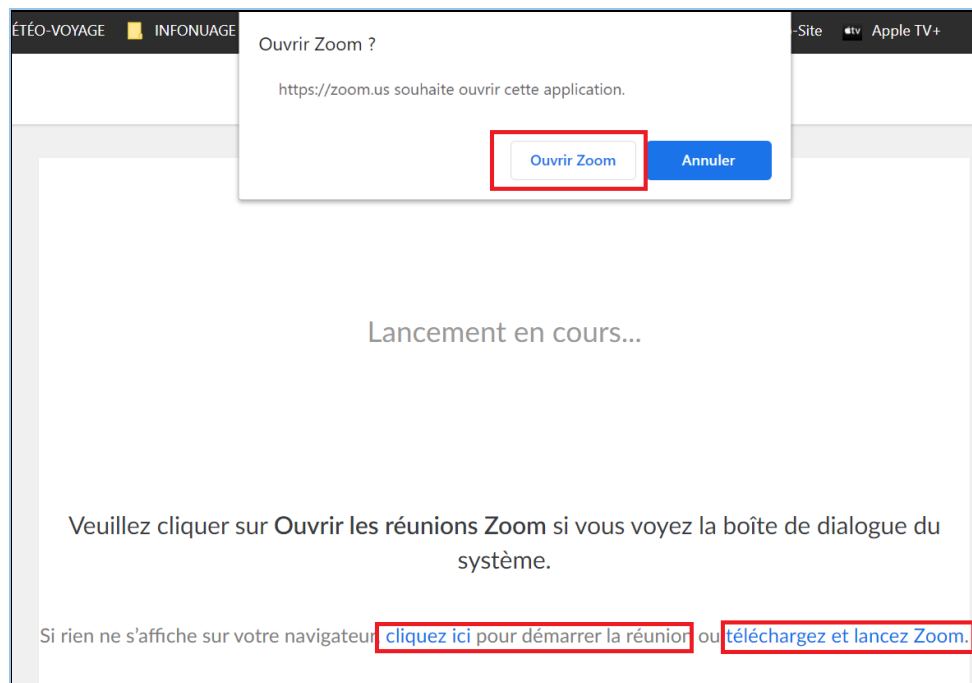 ÉTÉO-VOYAGE INFONUAGE -Site Apple TV+
Ouvrir Zoom ?
https://zoom.us souhaite ouvrir cette application.
Ouvrir Zoom Annuler
Lancement en cours...
Veuillez cliquer sur Ouvrir les réunions Zoom si vous voyez la boîte de dialogue du
système.
Si rien ne s’affiche sur votre navigateur, cliquez ici pour démarrer la réunion ou téléchargez et lancez Zoom.